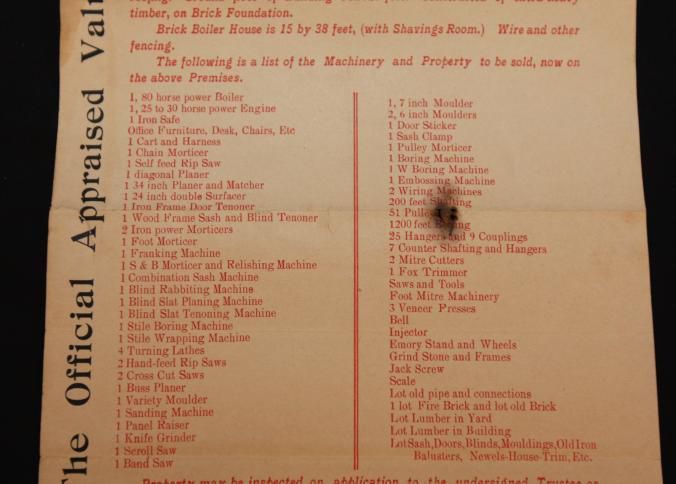 The Official Appraised Valu
timber, on Brick Foundation.
Brick Boiler House is 15 by 38 feet, (with Shavings Room.) Wire and other
fencing.
The following is a list of the Machinery and Property to be sold, now on
the above Premises.
1, 80 horse power Boiler
1, 25 to 30 horse power Engine
1 Iron Safe
Office Furniture, Desk, Chairs, Etc
1 Cart and Harness
1 Chain Morticer
1 Self feed Rip Saw
1 diagonal Planer
1 34 inch Planer and Matcher
1 24 inch double Surfacer
1 Iron Frame Door Tenoner
1 Wood Frame Sash and Blind Tenoner
2 Iron power Morticers
1 Foot Morticer
1 Franking Machine
1 S & B Morticer and Relishing Machine
1 Combination Sash Machine
1 Blind Rabbiting Machine
1 Blind Slat Planing Machine
1 Blind Slat Tenoning Machine
1 Stile Boring Machine
1 Stile Wrapping Machine
4 Turning Lathes
2 Hand-feed Rip Saws
2 Cross Cut Saws
1 Buss Planer
1 Variety Moulder
1 Sanding Machine
1 Panel Raiser
1 Knife Grinder
1 Scroll Saw
1 Band Saw
1, 7 inch Moulder
2, 6 inch Moulders
1 Door Sticker
1 Sash Clamp
1 Pulley Morticer
1 Boring Machine
1 W Boring Machine
1 Embossing Machine
2 Wiring Machines
200 feet Shafting
51
1200 feet
25 Hangers and 9 Couplings
7 Counter Shafting and Hangers
2 Mitre Cutters
1 Fox Trimmer
Saws and Tools
Foot Mitre Machinery
3 Veneer Presses
Bell
Injector
Emory Stand and Wheels
Grind Stone and Frames
Jack Screw
Scale
Lot old pipe and connections
1 lot Fire Brick and lot old Brick
Lot Lumber in Yard
Lot Lumber in Building
Lot Sash, Doors, Blinds, Mouldings, Old Iron
Balusters, Newels-House-Trim, Etc.
Property may be inspected on application to the undersigned Trustee or